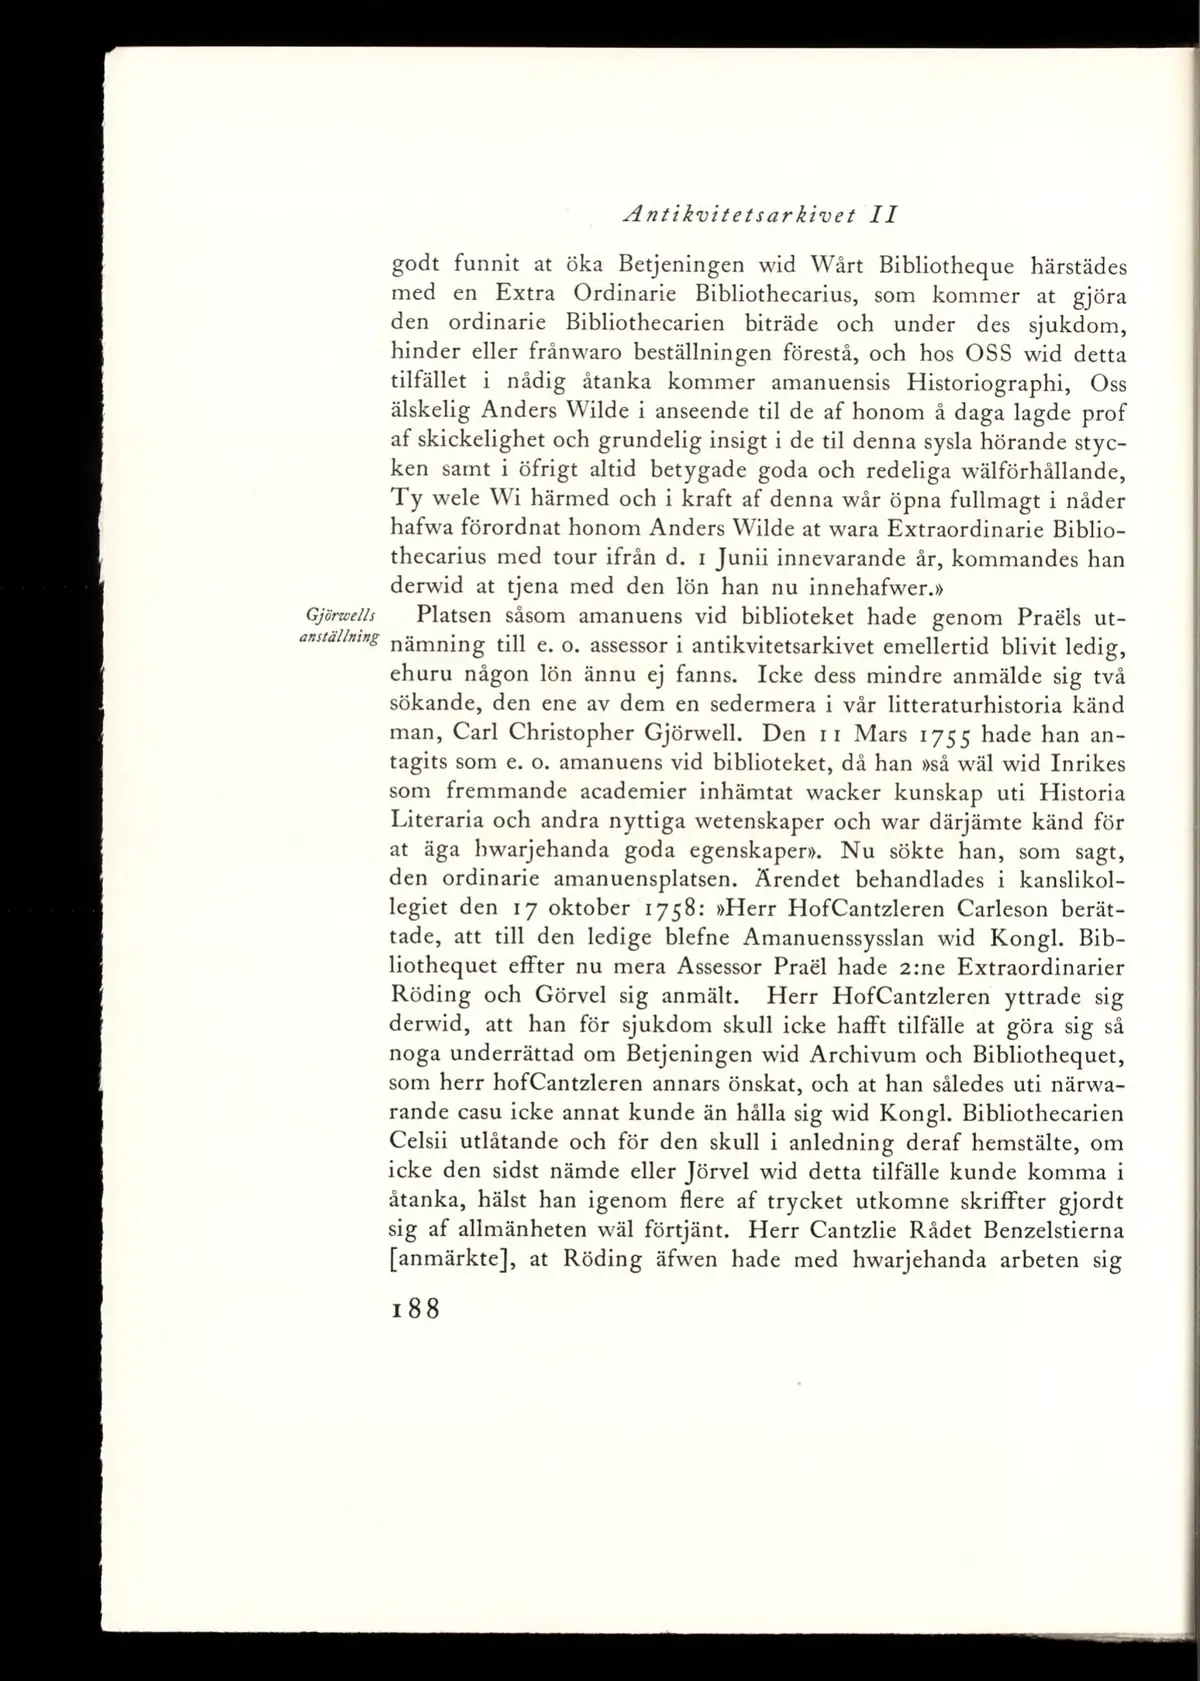 Antikvitetsarkivet II
godt funnit at öka Betjeningen wid Wårt Bibliotheque härstädes
med en Extra Ordinarie Bibliothecarius, som kommer at gjöra
den ordinarie Bibliothecarien biträde och under des sjukdom,
hinder eller frånwaro beställningen förestå, och hos OSS wid detta
tilfället i nådig åtanka kommer amanuensis Historiographi, Oss
älskelig Anders Wilde i anseende til de af honom å daga lagde prof
af skickelighet och grundelig insigt i de til denna sysla hörande styc-
ken samt i öfrigt altid betygade goda och redeliga wälförhållande,
Ty wele Wi härmed och i kraft af denna wår öpna fullmagt i nåder
hafwa förordnat honom Anders Wilde at wara Extraordinarie Biblio-
thecarius med tour ifrån d. 1 Junii innevarande år, kommandes han
derwid at tjena med den lön han nu innehafwer.»
Gjörwells
anställning
Platsen såsom amanuens vid biblioteket hade genom Praëls ut-
nämning till e. o. assessor i antikvitetsarkivet emellertid blivit ledig,
ehuru någon lön ännu ej fanns. Icke dess mindre anmälde sig två
sökande, den ene av dem en sedermera i vår litteraturhistoria känd
man, Carl Christopher Gjörwell. Den 11 Mars 1755 hade han an-
tagits som e. o. amanuens vid biblioteket, då han »så wäl wid Inrikes
som fremmande academier inhämtat wacker kunskap uti Historia
Literaria och andra nyttiga wetenskaper och war därjämte känd för
at äga hwarjehanda goda egenskaper». Nu sökte han, som sagt,
den ordinarie amanuensplatsen. Ärendet behandlades i kanslikol-
legiet den 17 oktober 1758: »Herr HofCantzleren Carleson berät-
tade, att till den ledige blefne Amanuenssysslan wid Kongl. Bib-
liothequet effter nu mera Assessor Praël hade 2:ne Extraordinarier
Röding och Görvel sig anmält. Herr HofCantzleren yttrade sig
derwid, att han för sjukdom skull icke hafft tilfälle at göra sig så
noga underrättad om Betjeningen wid Archivum och Bibliothequet,
som herr hofCantzleren annars önskat, och at han således uti närwa-
rande casu icke annat kunde än hålla sig wid Kongl. Bibliothecarien
Celsii utlåtande och för den skull i anledning deraf hemstälte, om
icke den sidst nämde eller Jörvel wid detta tilfälle kunde komma i
åtanka, hälst han igenom flere af trycket utkomne skriffter gjordt
sig af allmänheten wäl förtjänt. Herr Cantzlie Rådet Benzelstierna
[anmärkte], at Röding äfwen hade med hwarjehanda arbeten sig
188